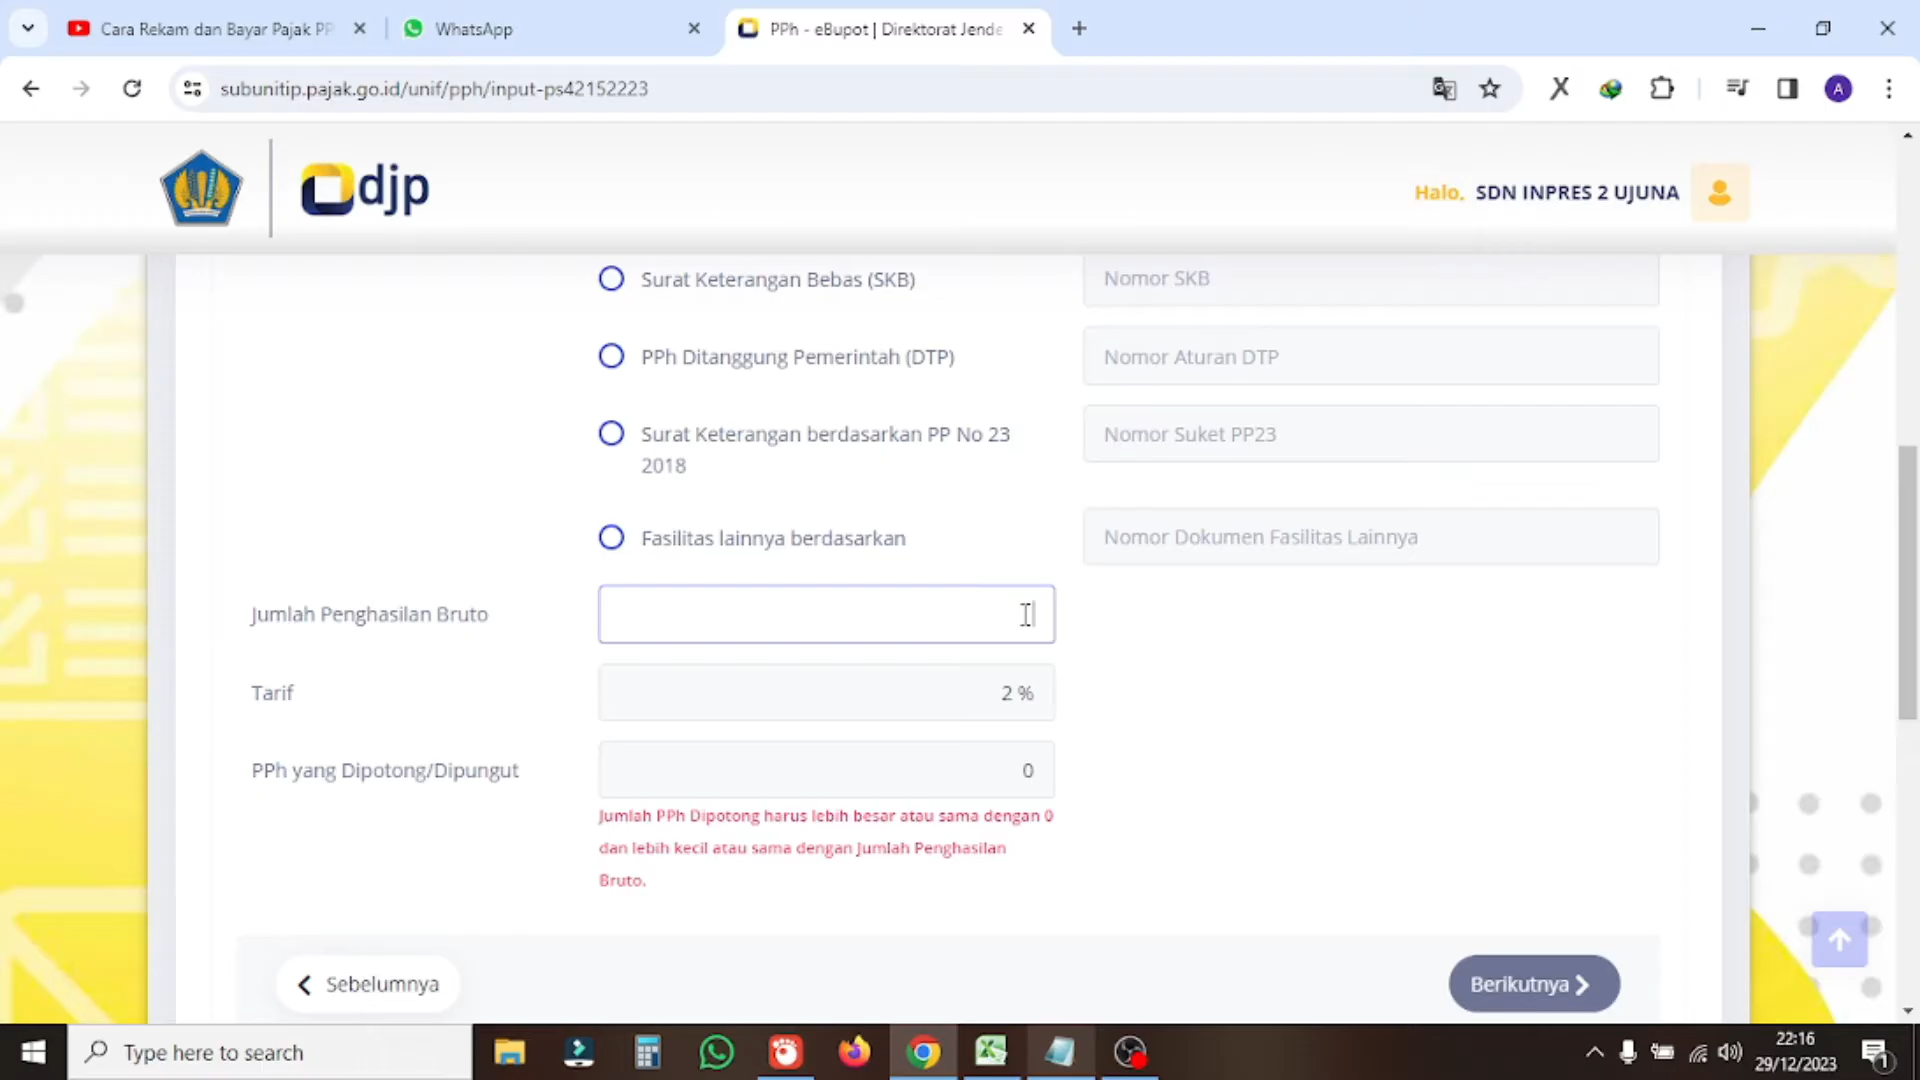 Cara Rekam dan Bayar Pajak PP
WhatsApp
PPh - eBupot | Direktorat Jende
subunitip.pajak.go.id/unif/pph/input-ps42152223
A
djp
Halo, SDN INPRES 2 UJUNA
Surat Keterangan Bebas (SKB)
Nomor SKB
PPh Ditanggung Pemerintah (DTP)
Nomor Aturan DTP
Surat Keterangan berdasarkan PP No 23
2018
Nomor Suket PP23
Fasilitas lainnya berdasarkan
Nomor Dokumen Fasilitas Lainnya
Jumlah Penghasilan Bruto
Tarif
2 %
PPh yang Dipotong/Dipungut
0
Jumlah PPh Dipotong harus lebih besar atau sama dengan 0
dan lebih kecil atau sama dengan Jumlah Penghasilan
Bruto.
Sebelumnya
Berikutnya
Type here to search
22:16
29/12/2023
1